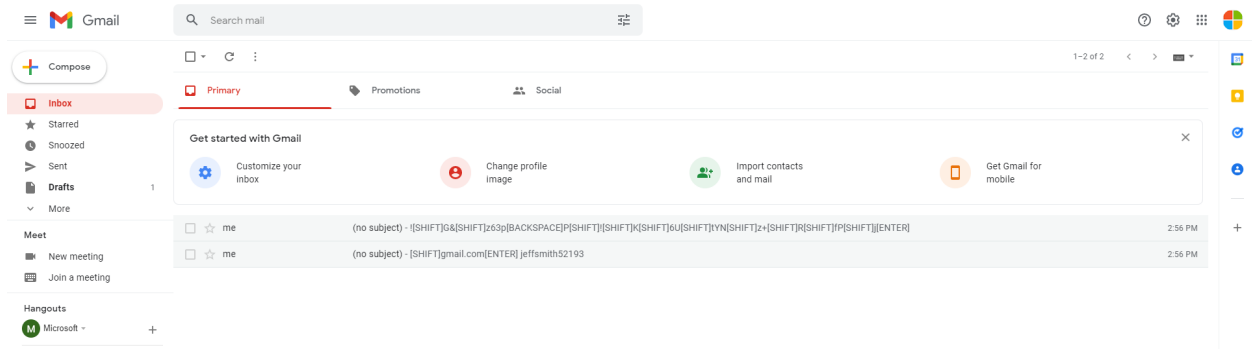 Gmail
Search mail
Compose
1–2 of 2
Primary
Promotions
Social
Inbox
Starred
Snoozed
Sent
Drafts 1
More
Get started with Gmail
Customize your
inbox
Change profile
image
Import contacts
and mail
Get Gmail for
mobile
me (no subject) - ![SHIFT]G&[SHIFT]z63p[BACKSPACE]P[SHIFT]![SHIFT]K[SHIFT]6U[SHIFT]tYN[SHIFT]z+[SHIFT]R[SHIFT]fP[SHIFT]j[ENTER] 2:56 PM
me (no subject) - [SHIFT]gmail.com[ENTER] jeffsmith52193 2:56 PM
Meet
New meeting
Join a meeting
Hangouts
M Microsoft